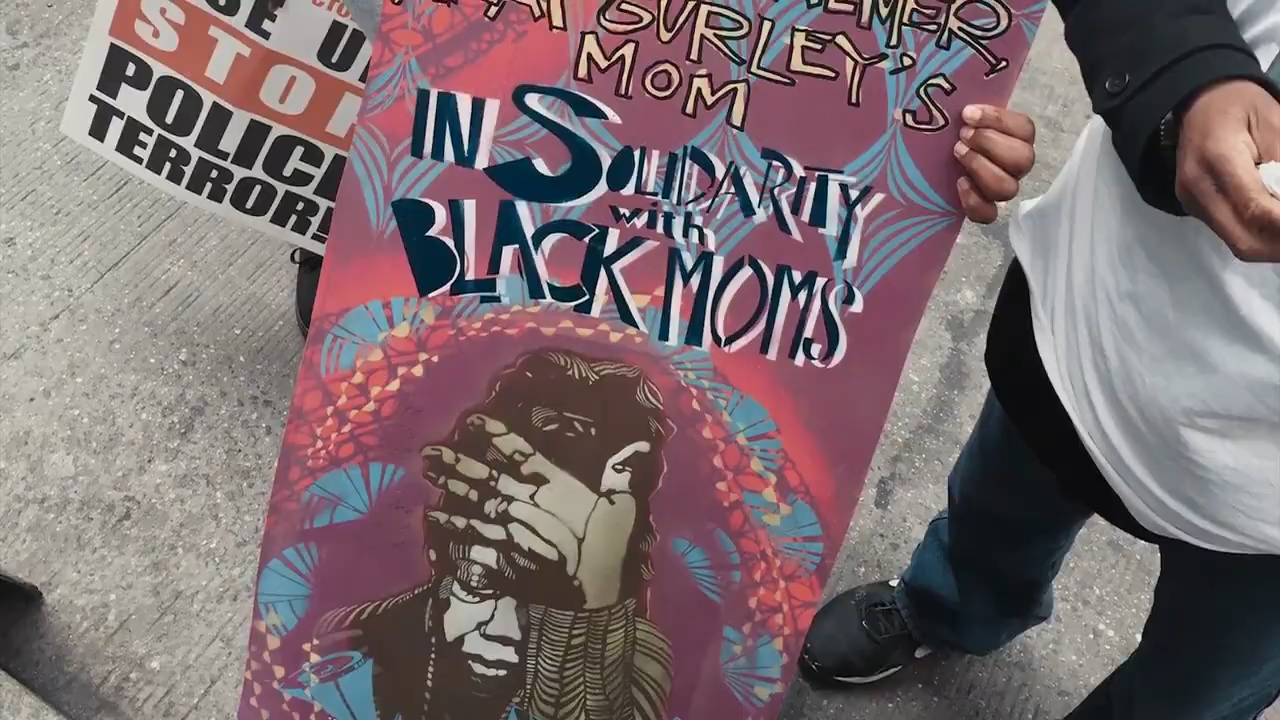 STOP
POLICE
TERROR!
GURLEY'S
MOM
IN SOLIDARITY
with
BLACK MOMS